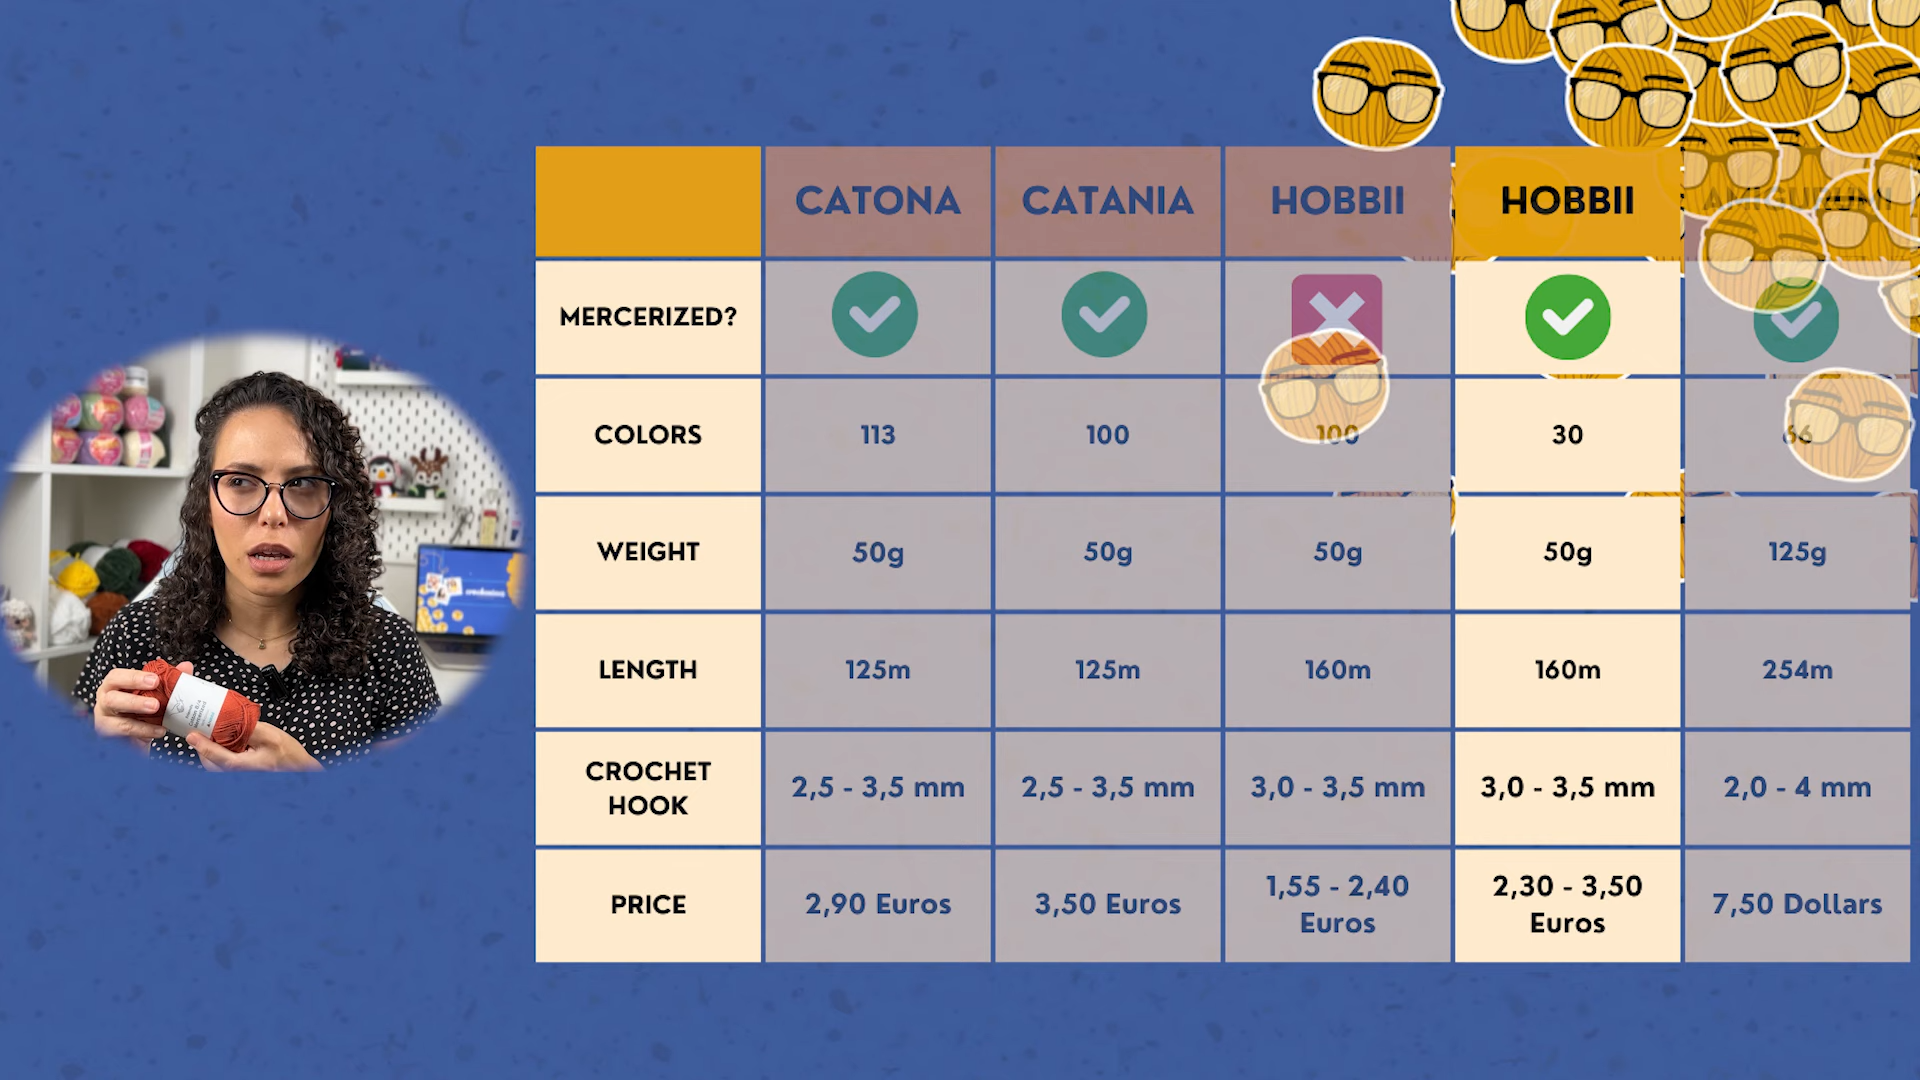 CATONA CATANIA HOBBII HOBBII AMIGURUMI
MERCERIZED?
COLORS 113 100 100 30 66
WEIGHT 50g 50g 50g 50g 125g
LENGTH 125m 125m 160m 160m 254m
CROCHET
HOOK 2,5 - 3,5 mm 2,5 - 3,5 mm 3,0 - 3,5 mm 3,0 - 3,5 mm 2,0 - 4 mm
PRICE 2,90 Euros 3,50 Euros 1,55 - 2,40
Euros 2,30 - 3,50
Euros 7,50 Dollars